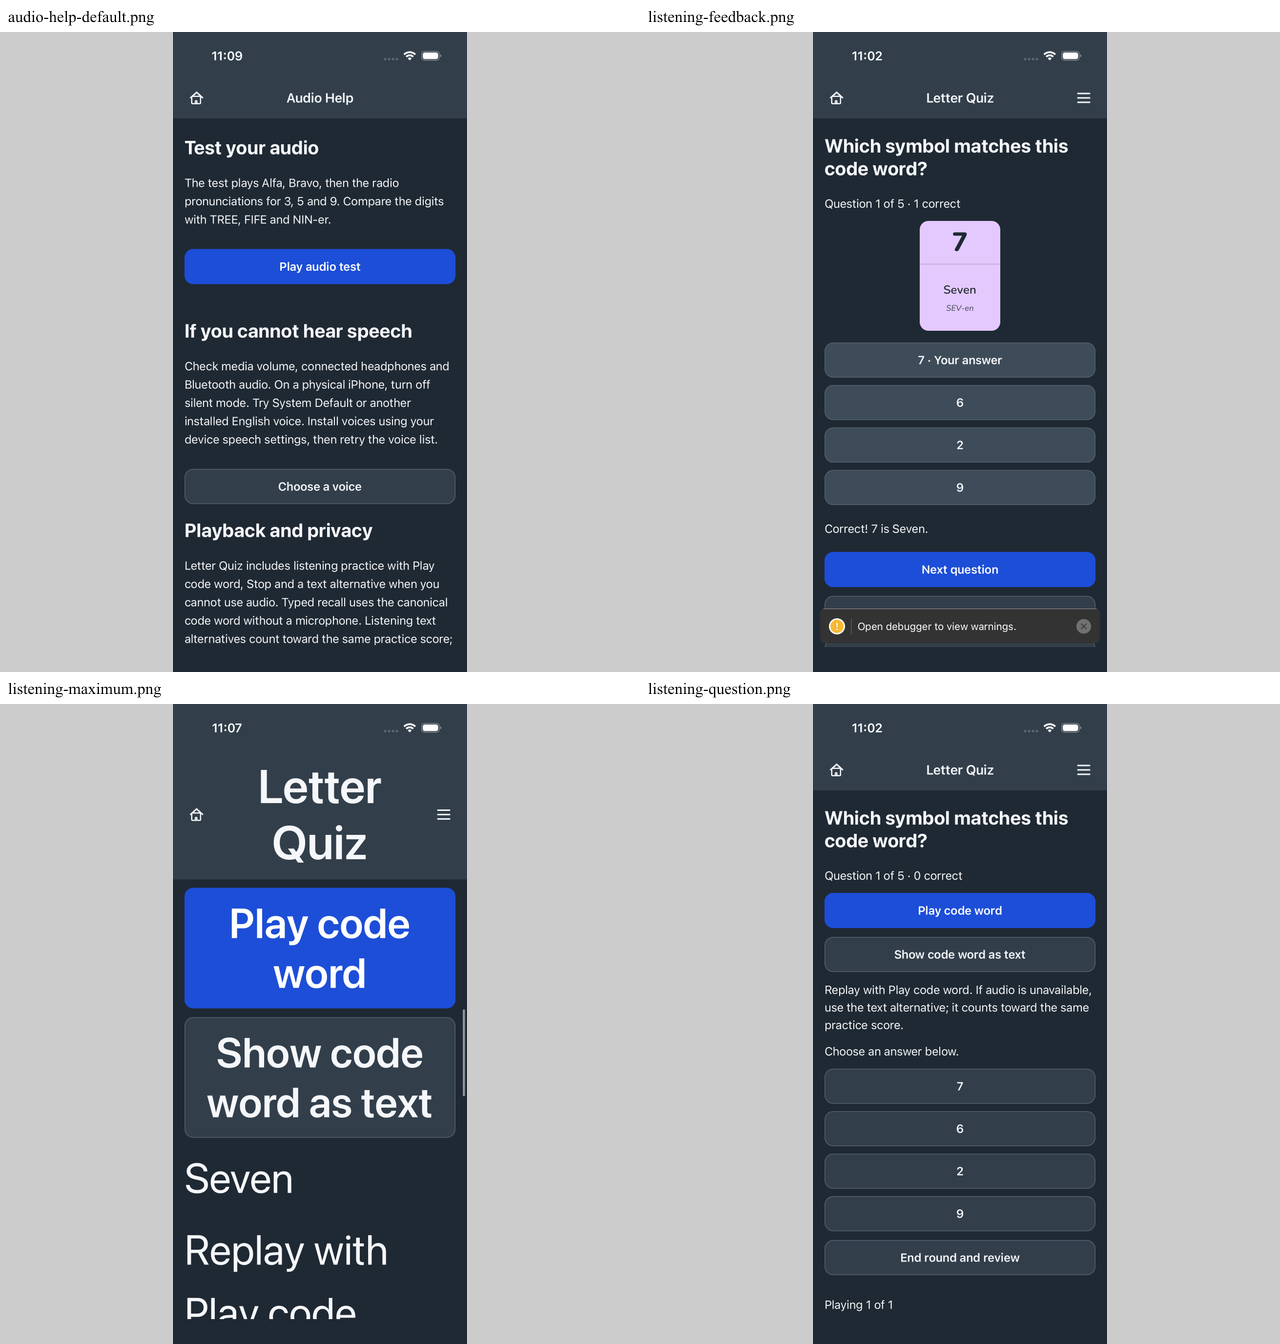 audio-help-default.png
11:09
Audio Help
Test your audio
The test plays Alfa, Bravo, then the radio
pronunciations for 3, 5 and 9. Compare the digits
with TREE, FIFE and NIN-er.
Play audio test
If you cannot hear speech
Check media volume, connected headphones and
Bluetooth audio. On a physical iPhone, turn off
silent mode. Try System Default or another
installed English voice. Install voices using your
device speech settings, then retry the voice list.
Choose a voice
Playback and privacy
Letter Quiz includes listening practice with Play
code word, Stop and a text alternative when you
cannot use audio. Typed recall uses the canonical
code word without a microphone. Listening text
alternatives count toward the same practice score;
listening-feedback.png
11:02
Letter Quiz
Which symbol matches this
code word?
Question 1 of 5 · 1 correct
7
Seven
SEV-en
7 · Your answer
6
2
9
Correct! 7 is Seven.
Next question
Open debugger to view warnings.
listening-maximum.png
11:07
Letter
Quiz
Play code
word
Show code
word as text
Seven
Replay with
Play code
listening-question.png
11:02
Letter Quiz
Which symbol matches this
code word?
Question 1 of 5 · 0 correct
Play code word
Show code word as text
Replay with Play code word. If audio is unavailable,
use the text alternative; it counts toward the same
practice score.
Choose an answer below.
7
6
2
9
End round and review
Playing 1 of 1